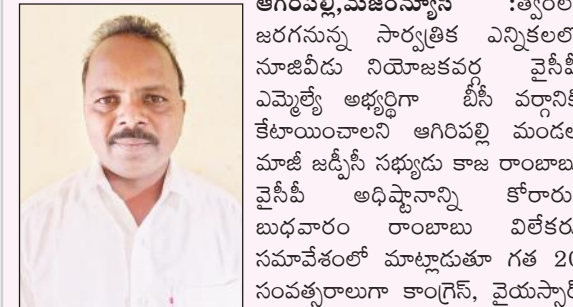 ఆగిరిపల్లి,మజింన్యూస్ :త్వరలో
జరగనున్న సార్వత్రిక ఎన్నికలలో
నూజివీడు నియోజకవర్గ వైసీపీ
ఎమ్మెల్యే అభ్యర్థిగా బీసీ వర్గానికి
కేటాయించాలని ఆగిరిపల్లి మండల
మాజీ జడ్పీసీ సభ్యుడు కాజ రాంబాబు
వైసీపీ అధిష్టానాన్ని కోరారు.
బుధవారం రాంబాబు విలేకరు
సమావేశంలో మాట్లాడుతూ గత 20
సంవత్సరాలుగా కాంగ్రెస్, వైయస్సార్